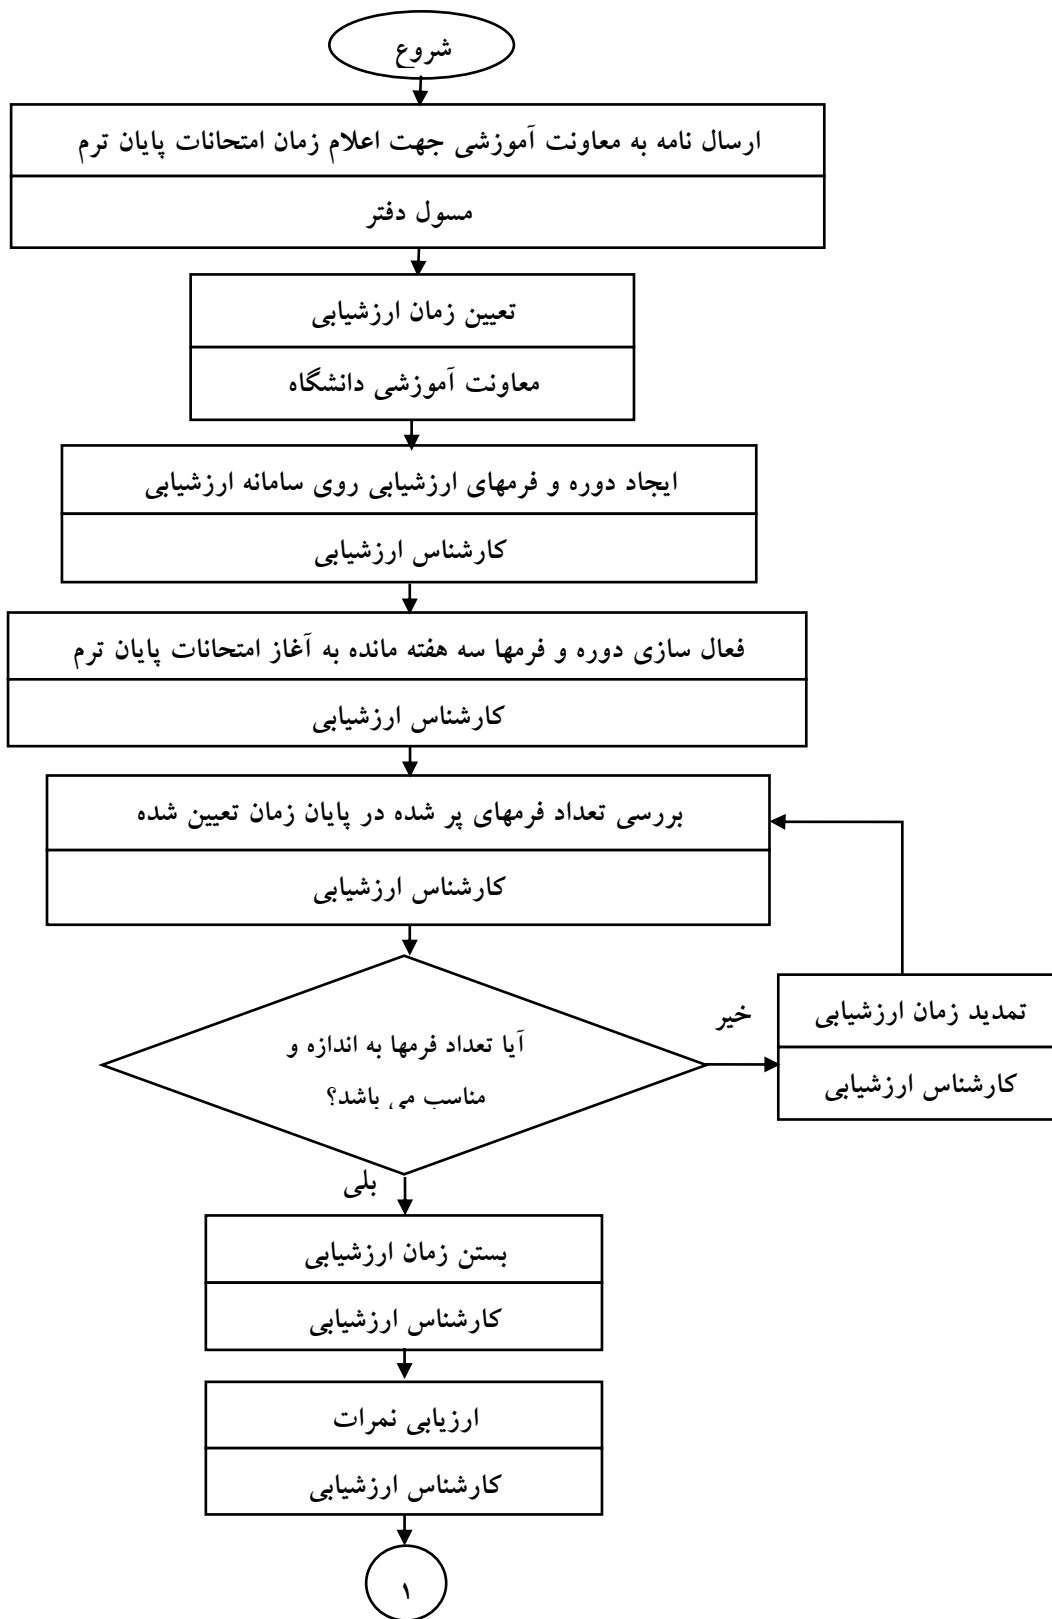 شروع
ارسال نامه به معاونت آموزشی جهت اعلام زمان امتحانات پایان ترم
مسول دفتر
تعیین زمان ارزشیابی
معاونت آموزشی دانشگاه
ایجاد دوره و فرمهای ارزشیابی روی سامانه ارزشیابی
کارشناس ارزشیابی
فعال سازی دوره و فرمها سه هفته مانده به آغاز امتحانات پایان ترم
کارشناس ارزشیابی
بررسی تعداد فرمهای پر شده در پایان زمان تعیین شده
کارشناس ارزشیابی
آیا تعداد فرمها به اندازه و
مناسب می باشد؟
خیر
تمدید زمان ارزشیابی
کارشناس ارزشیابی
بلی
بستن زمان ارزشیابی
کارشناس ارزشیابی
ارزیابی نمرات
کارشناس ارزشیابی
۱